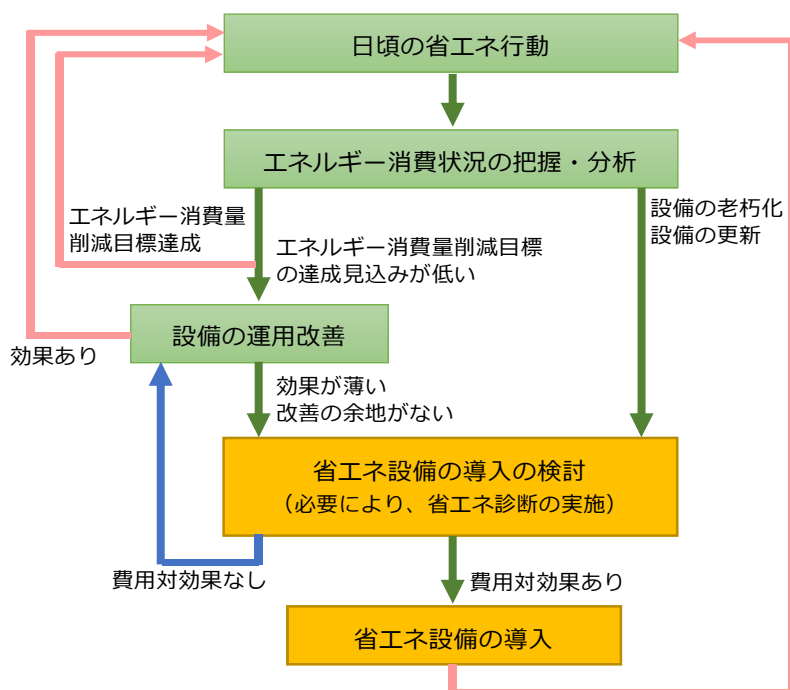 日頃の省エネ行動
エネルギー消費状況の把握・分析
エネルギー消費量
削減目標達成
設備の老朽化
設備の更新
エネルギー消費量削減目標
の達成見込みが低い
設備の運用改善
効果あり
効果が薄い
改善の余地がない
省エネ設備の導入の検討
（必要により、省エネ診断の実施）
費用対効果なし
費用対効果あり
省エネ設備の導入